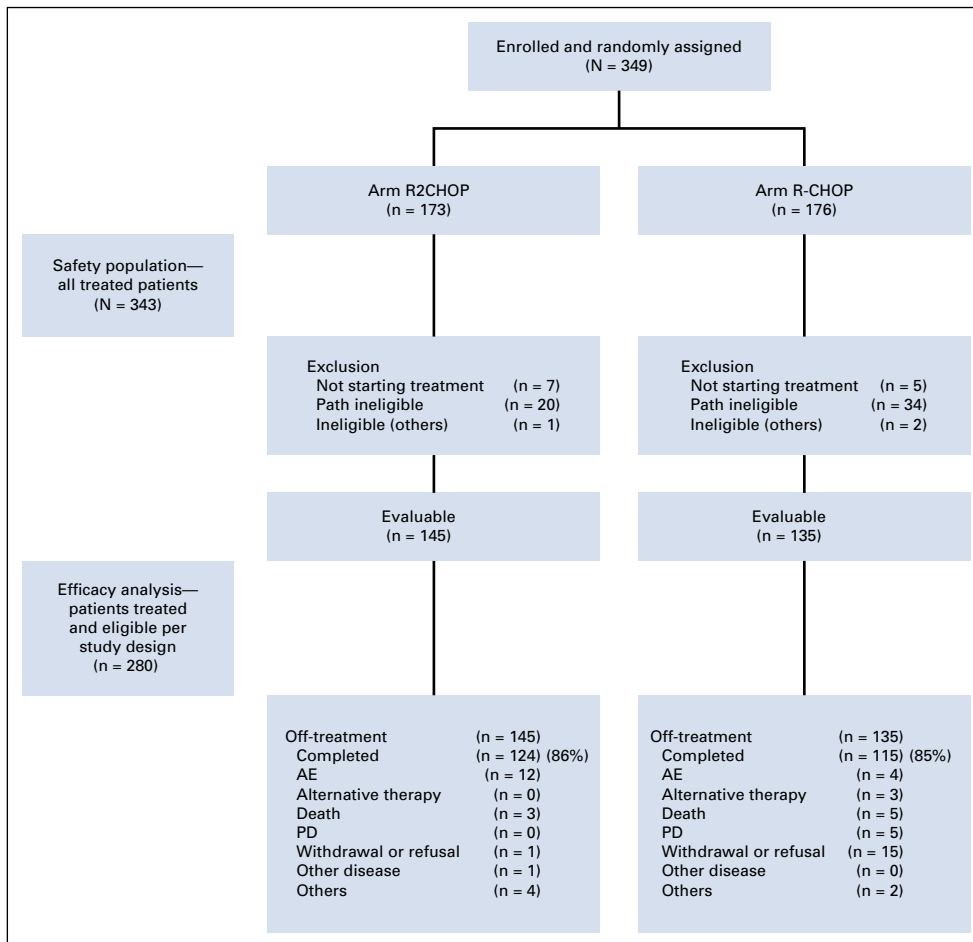 Enrolled and randomly assigned
(N = 349)
Arm R2CHOP
(n = 173)
Arm R-CHOP
(n = 176)
Safety population—
all treated patients
(N = 343)
Exclusion
Not starting treatment (n = 7)
Path ineligible (n = 20)
Ineligible (others) (n = 1)
Exclusion
Not starting treatment (n = 5)
Path ineligible (n = 34)
Ineligible (others) (n = 2)
Evaluable
(n = 145)
Evaluable
(n = 135)
Efficacy analysis—
patients treated
and eligible per
study design
(n = 280)
Off-treatment (n = 145)
Completed (n = 124) (86%)
AE (n = 12)
Alternative therapy (n = 0)
Death (n = 3)
PD (n = 0)
Withdrawal or refusal (n = 1)
Other disease (n = 1)
Others (n = 4)
Off-treatment (n = 135)
Completed (n = 115) (85%)
AE (n = 4)
Alternative therapy (n = 3)
Death (n = 5)
PD (n = 5)
Withdrawal or refusal (n = 15)
Other disease (n = 0)
Others (n = 2)